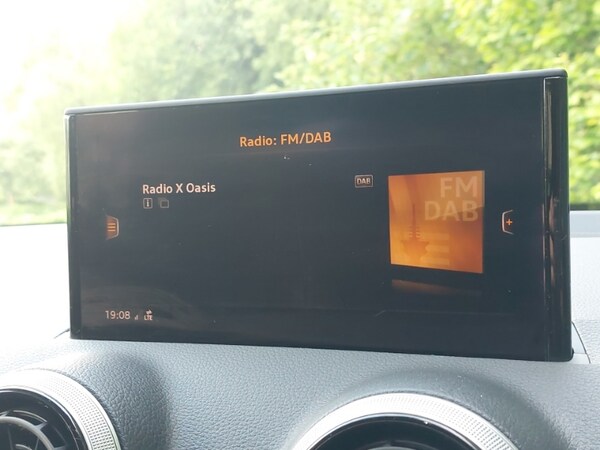 Radio: FM/DAB
Radio X Oasis
DAB
i
FM
DAB
19:08 LTE